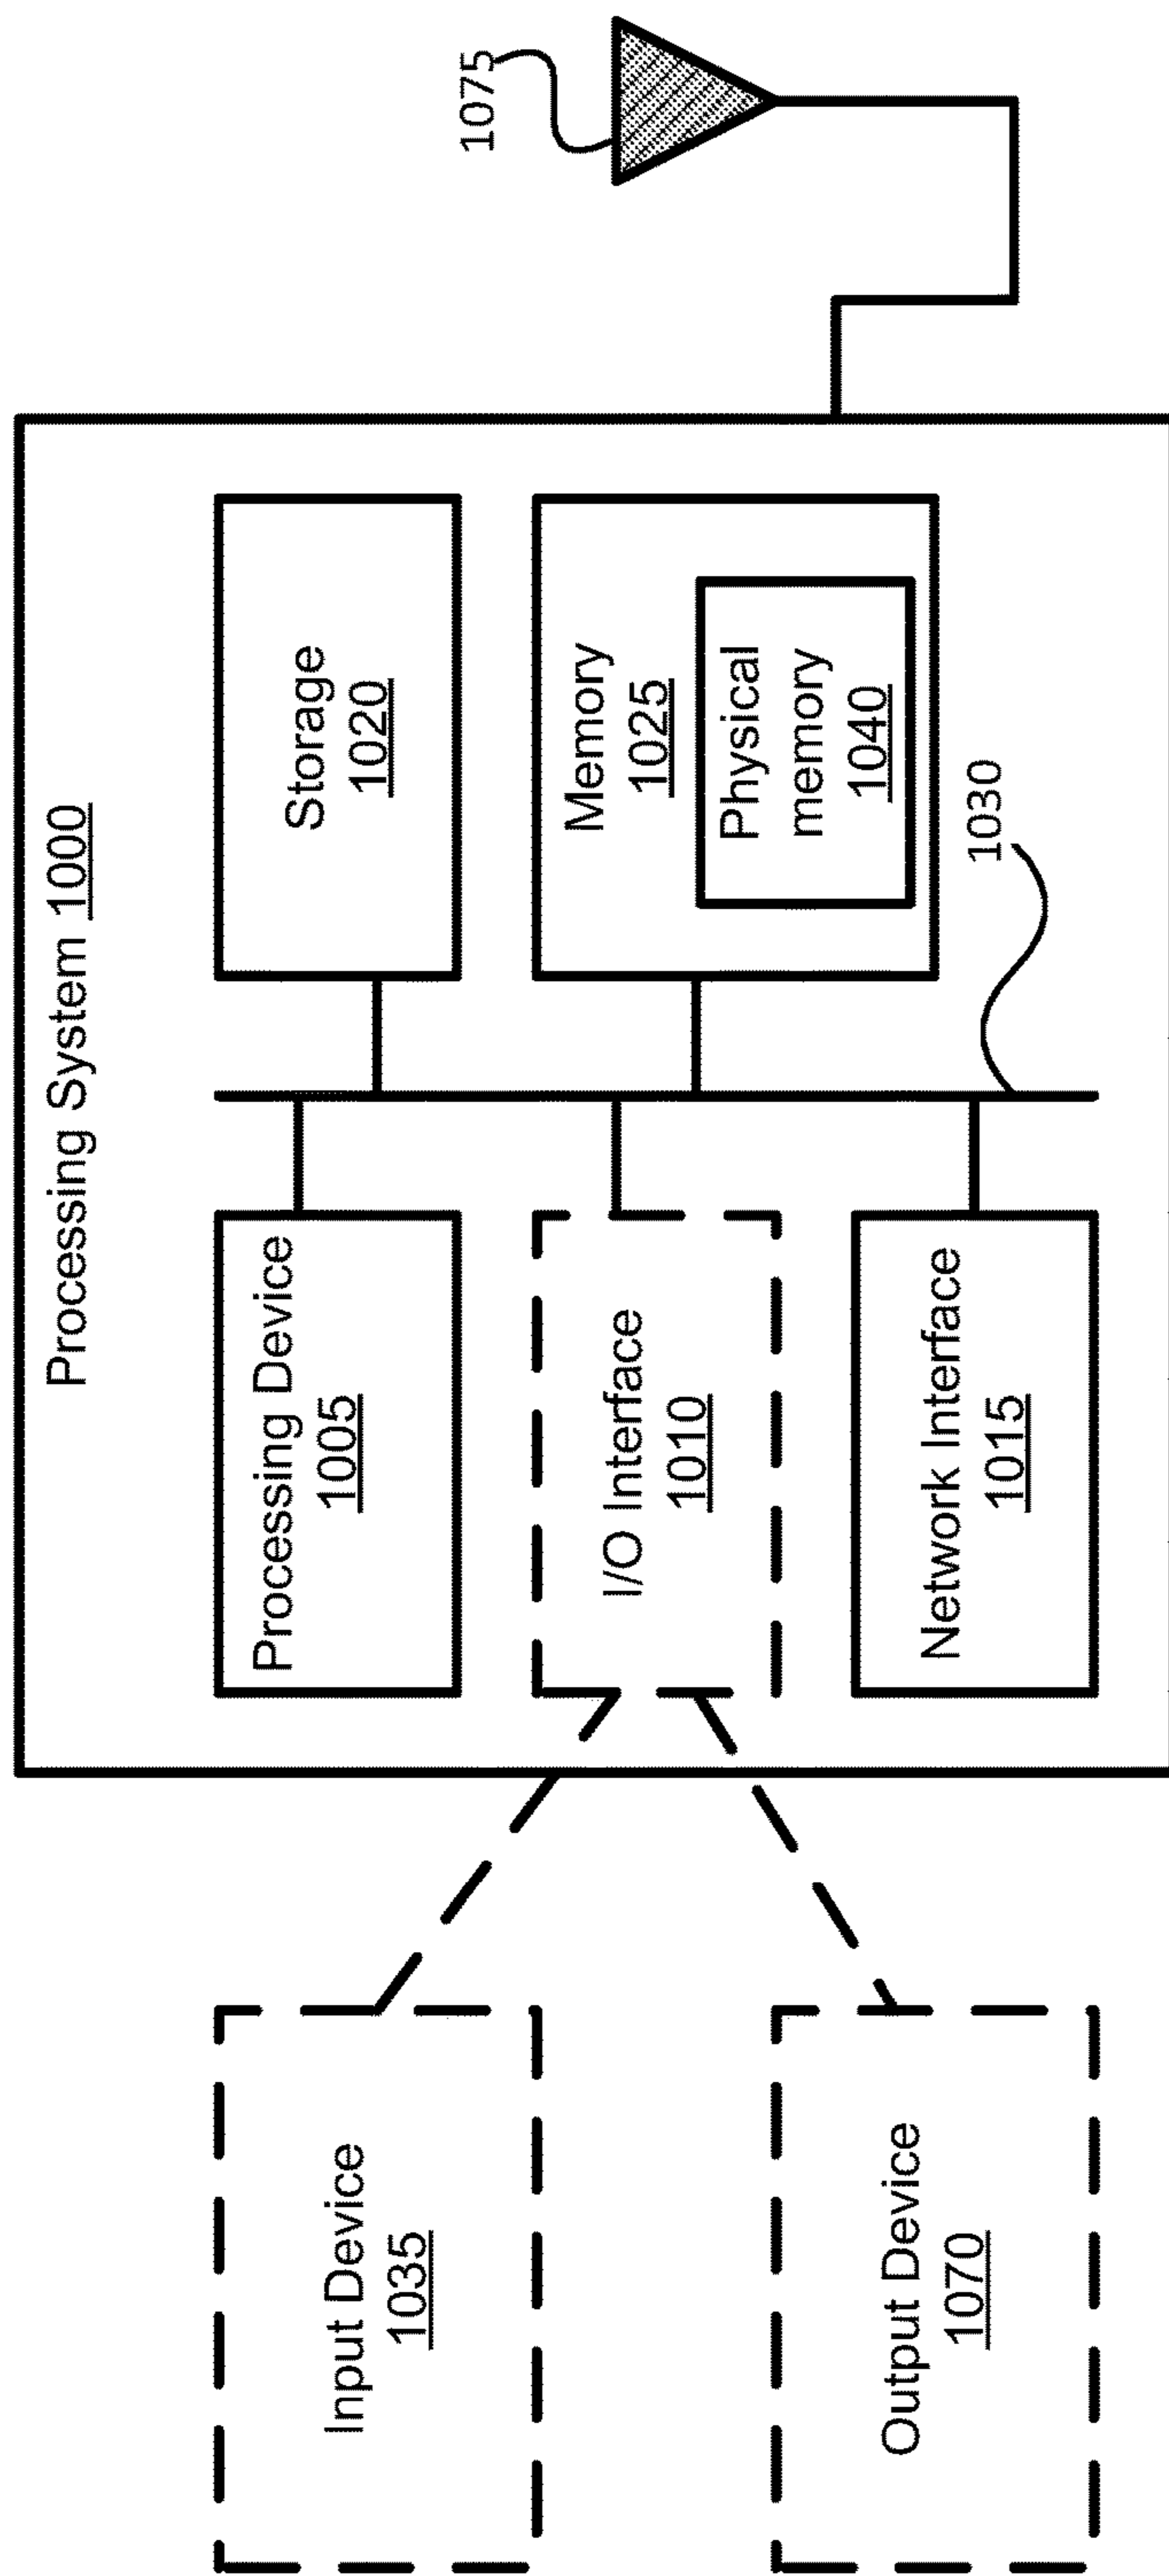 Processing System 1000
Input Device
1035
Processing Device
1005
Storage
1020
I/O Interface
1010
Memory
1025
Physical
memory
1040
Output Device
1070
Network Interface
1015
1030
1075